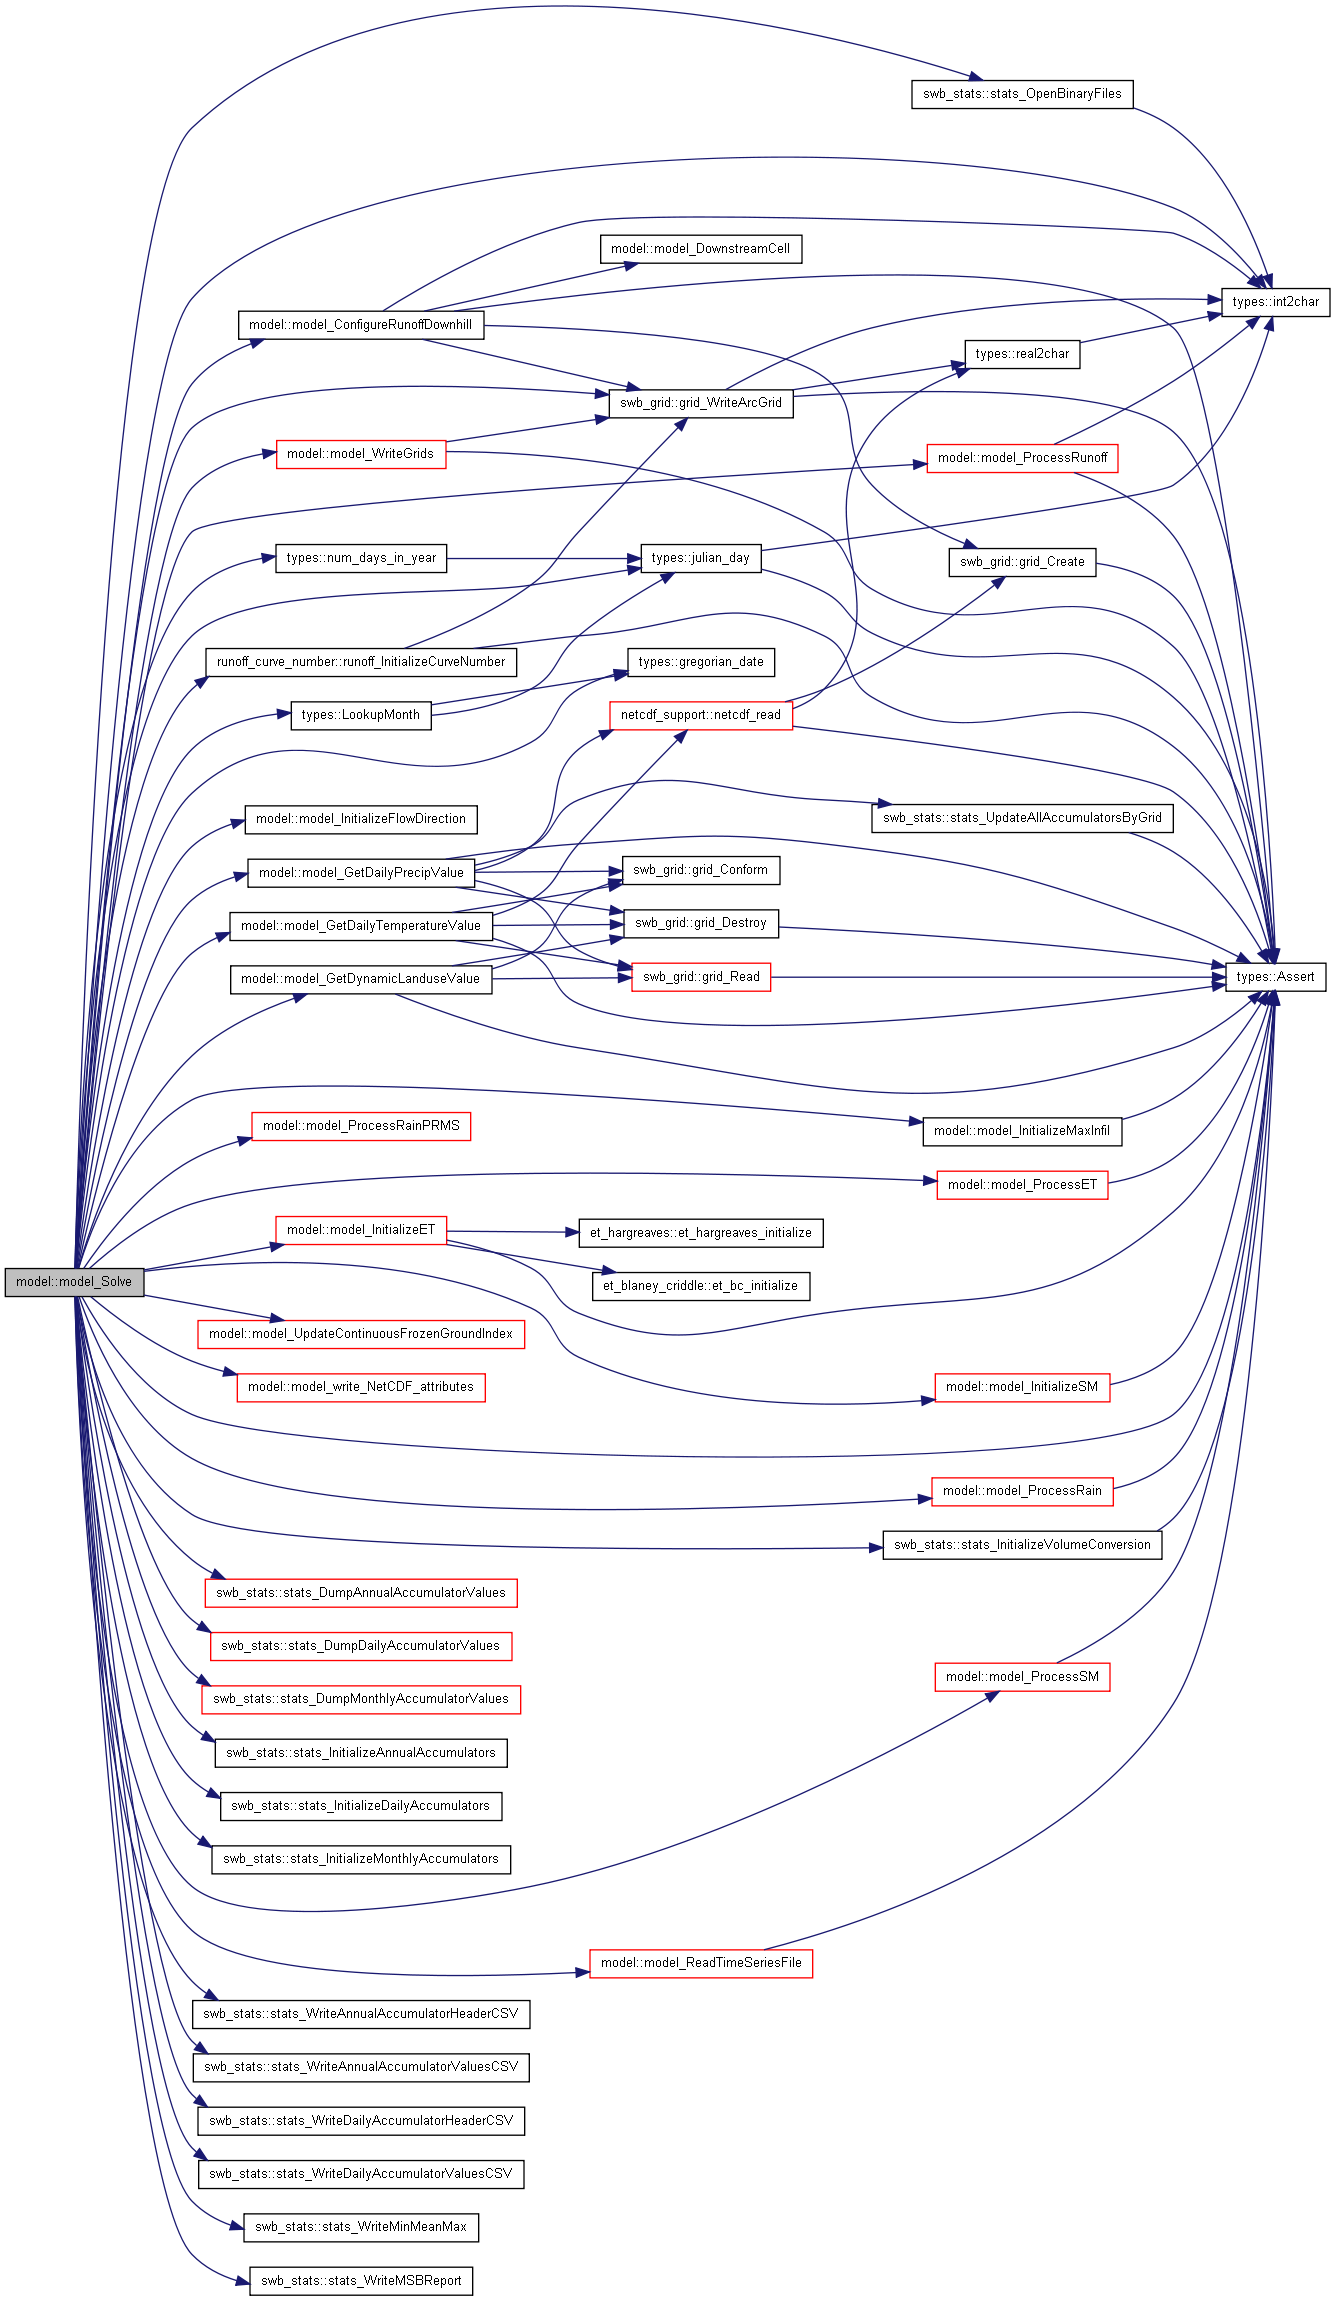 swb_stats::stats_OpenBinaryFiles
model::model_DownstreamCell
types::int2char
model::model_ConfigureRunoffDownhill
types::real2char
swb_grid::grid_WriteArcGrid
model::model_WriteGrids
model::model_ProcessRunoff
types::num_days_in_year
types::julian_day
swb_grid::grid_Create
runoff_curve_number::runoff_InitializeCurveNumber
types::gregorian_date
types::LookupMonth
netcdf_support::netcdf_read
model::model_InitializeFlowDirection
swb_stats::stats_UpdateAllAccumulatorsByGrid
model::model_GetDailyPrecipValue
swb_grid::grid_Conform
model::model_GetDailyTemperatureValue
swb_grid::grid_Destroy
model::model_GetDynamicLanduseValue
swb_grid::grid_Read
types::Assert
model::model_ProcessRainPRMS
model::model_InitializeMaxInfil
model::model_ProcessET
model::model_InitializeET
et_hargreaves::et_hargreaves_initialize
model::model_Solve
et_blaney_criddle::et_bc_initialize
model::model_UpdateContinuousFrozenGroundIndex
model::model_write_NetCDF_attributes
model::model_InitializeSM
model::model_ProcessRain
swb_stats::stats_InitializeVolumeConversion
swb_stats::stats_DumpAnnualAccumulatorValues
swb_stats::stats_DumpDailyAccumulatorValues
model::model_ProcessSM
swb_stats::stats_DumpMonthlyAccumulatorValues
swb_stats::stats_InitializeAnnualAccumulators
swb_stats::stats_InitializeDailyAccumulators
swb_stats::stats_InitializeMonthlyAccumulators
model::model_ReadTimeSeriesFile
swb_stats::stats_WriteAnnualAccumulatorHeaderCSV
swb_stats::stats_WriteAnnualAccumulatorValuesCSV
swb_stats::stats_WriteDailyAccumulatorHeaderCSV
swb_stats::stats_WriteDailyAccumulatorValuesCSV
swb_stats::stats_WriteMinMeanMax
swb_stats::stats_WriteMSBReport